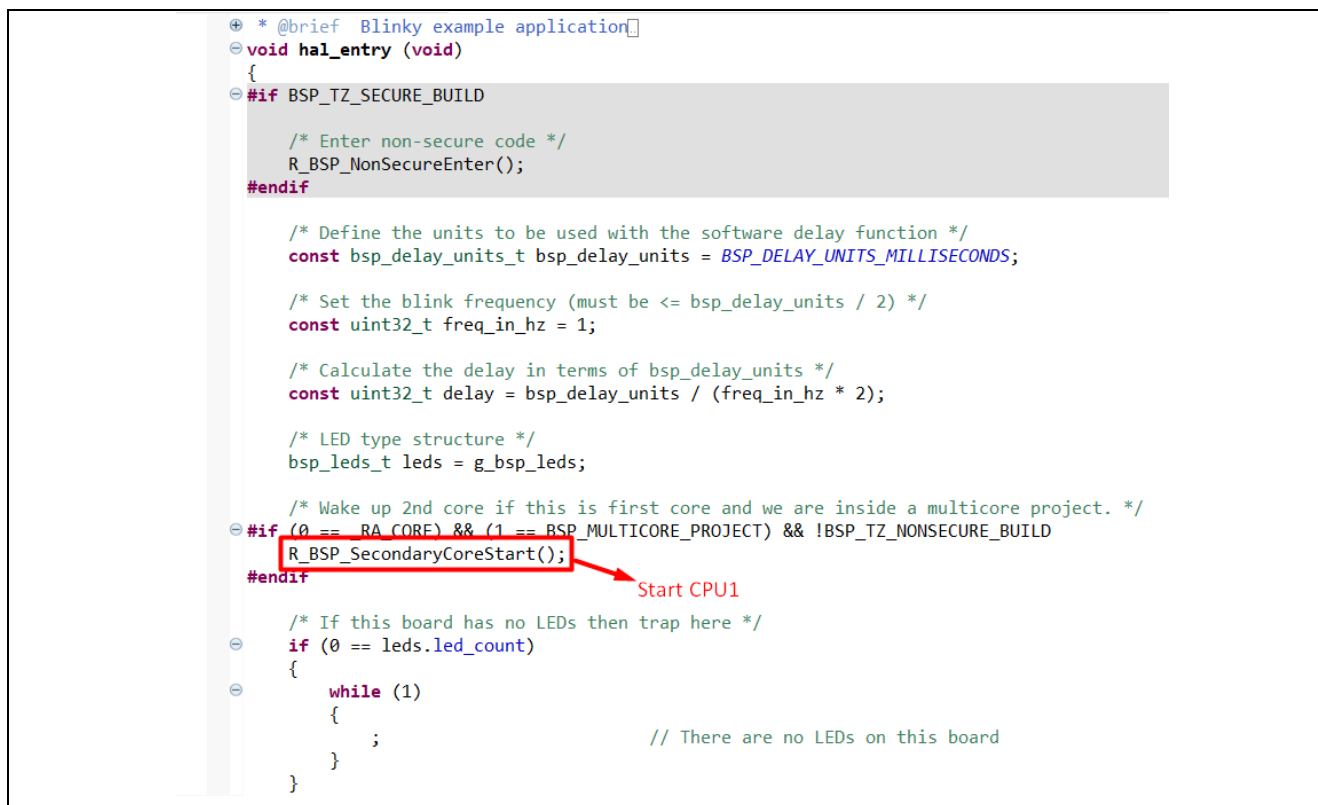 * @brief Blinky example application
void hal_entry (void)
{
#if BSP_TZ_SECURE_BUILD
/* Enter non-secure code */
R_BSP_NonSecureEnter();
#endif
/* Define the units to be used with the software delay function */
const bsp_delay_units_t bsp_delay_units = BSP_DELAY_UNITS_MILLISECONDS;
/* Set the blink frequency (must be <= bsp_delay_units / 2) */
const uint32_t freq_in_hz = 1;
/* Calculate the delay in terms of bsp_delay_units */
const uint32_t delay = bsp_delay_units / (freq_in_hz * 2);
/* LED type structure */
bsp_leds_t leds = g_bsp_leds;
/* Wake up 2nd core if this is first core and we are inside a multicore project. */
#if (0 == _RA_CORE) && (1 == BSP_MULTICORE_PROJECT) && !BSP_TZ_NONSECURE_BUILD
R_BSP_SecondaryCoreStart();
#endif
Start CPU1
/* If this board has no LEDs then trap here */
if (0 == leds.led_count)
{
while (1)
{
; // There are no LEDs on this board
}
}